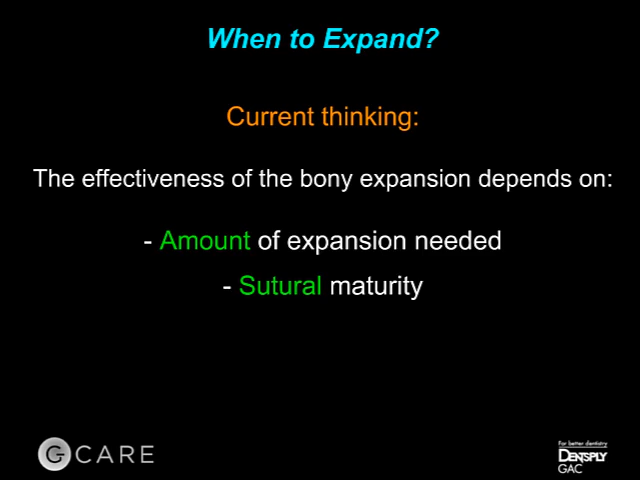 When to Expand?
Current thinking:
The effectiveness of the bony expansion depends on:
- Amount of expansion needed
- Sutural maturity
G CARE
For better dentistry
DENTSPLY
GAC